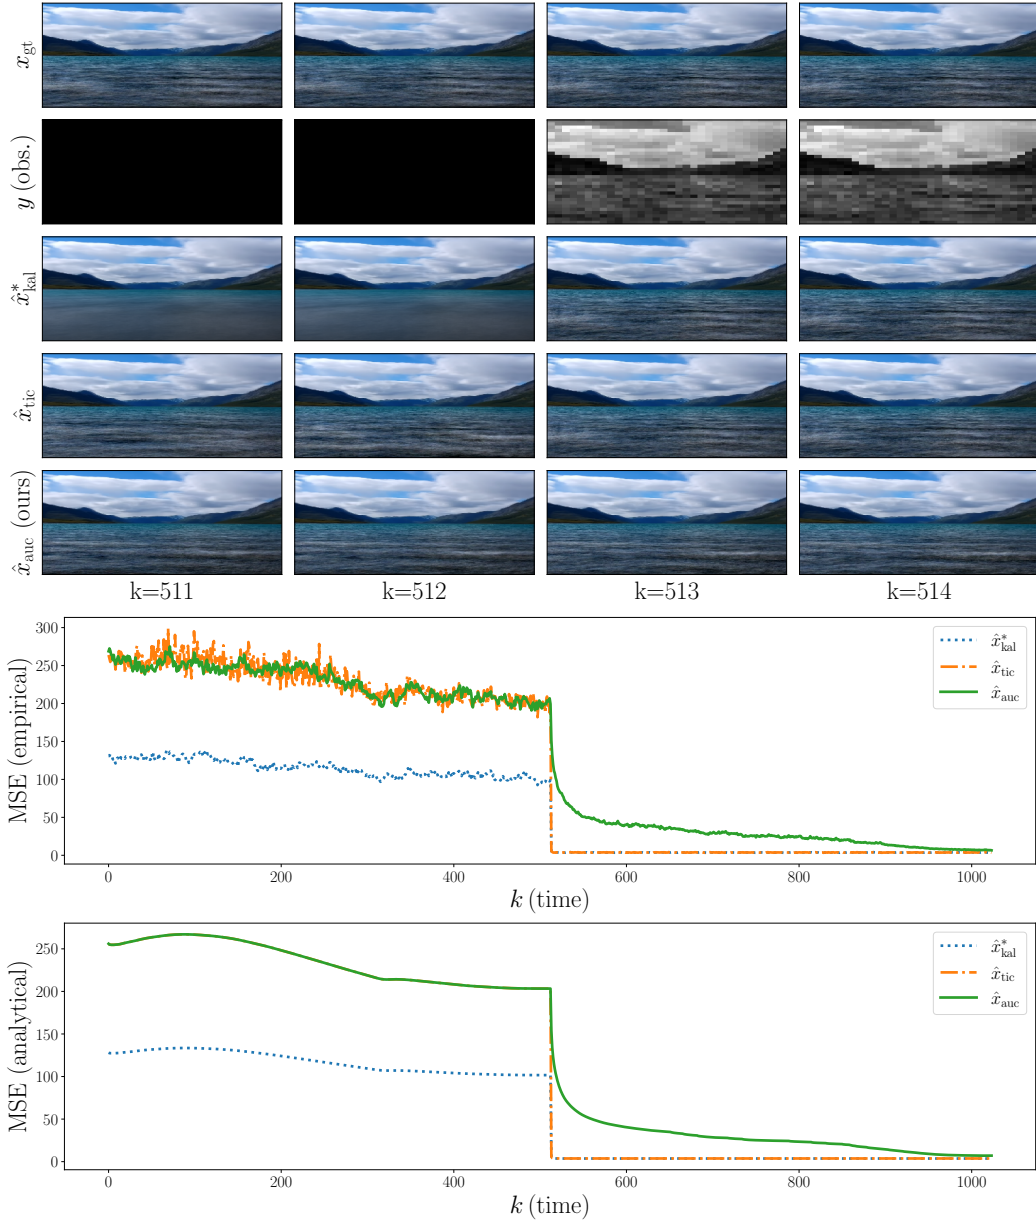 x_gt
y (obs.)
x̂*_kal
x̂_tic
x̂_auc (ours)
k=511 k=512 k=513 k=514
MSE (empirical)
300
250
200
150
100
50
0
x̂*_kal
x̂_tic
x̂_auc
0 200 400 600 800 1000
k (time)
MSE (analytical)
250
200
150
100
50
0
x̂*_kal
x̂_tic
x̂_auc
0 200 400 600 800 1000
k (time)